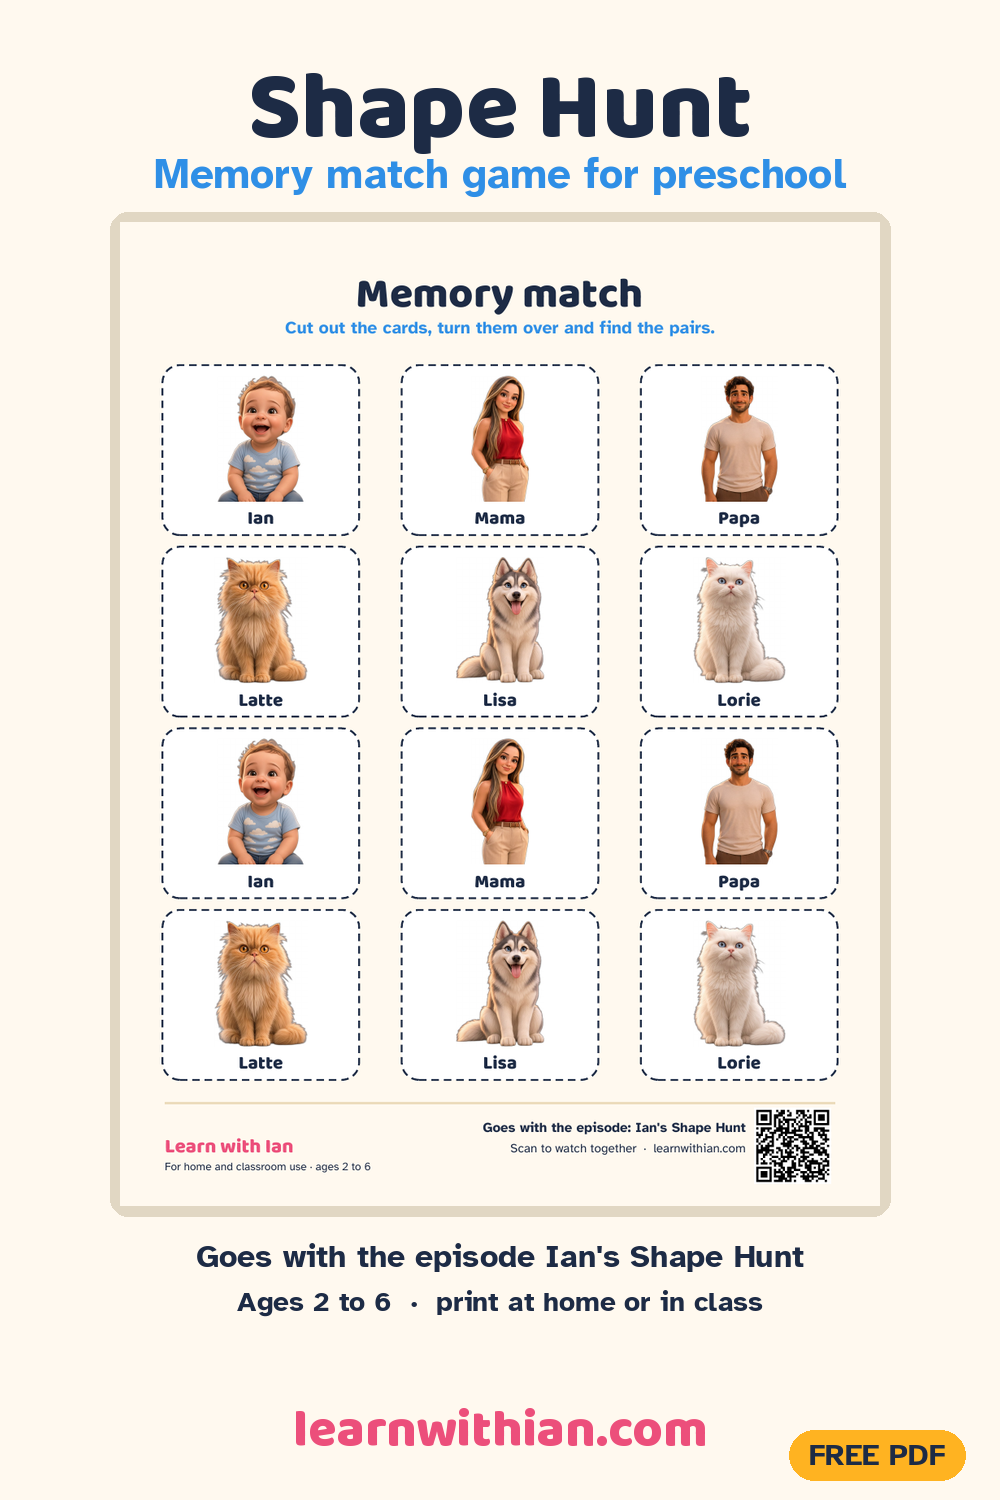 Shape Hunt
Memory match game for preschool
Memory match
Cut out the cards, turn them over and find the pairs.
Ian
Mama
Papa
Latte
Lisa
Lorie
Ian
Mama
Papa
Latte
Lisa
Lorie
Goes with the episode: Ian's Shape Hunt
Learn with Ian
Scan to watch together · learnwithian.com
For home and classroom use · ages 2 to 6
Goes with the episode Ian's Shape Hunt
Ages 2 to 6 · print at home or in class
learnwithian.com
FREE PDF